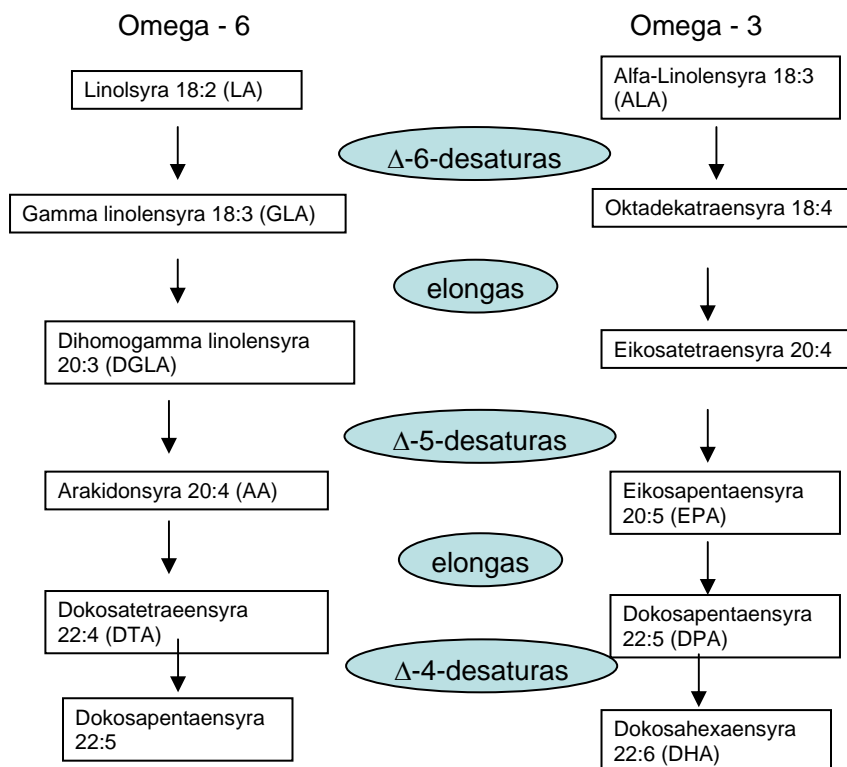 Omega - 6
Omega - 3
Linolsyra 18:2 (LA)
Alfa-Linolensyra 18:3
(ALA)
Δ-6-desaturas
Gamma linolensyra 18:3 (GLA)
Oktadekatraensyra 18:4
elongas
Dihomogamma linolensyra
20:3 (DGLA)
Eikosatetraensyra 20:4
Δ-5-desaturas
Arakidonsyra 20:4 (AA)
Eikosapentaensyra
20:5 (EPA)
elongas
Dokosatetraeensyra
22:4 (DTA)
Dokosapentaensyra
22:5 (DPA)
Δ-4-desaturas
Dokosapentaensyra
22:5
Dokosahexaensyra
22:6 (DHA)